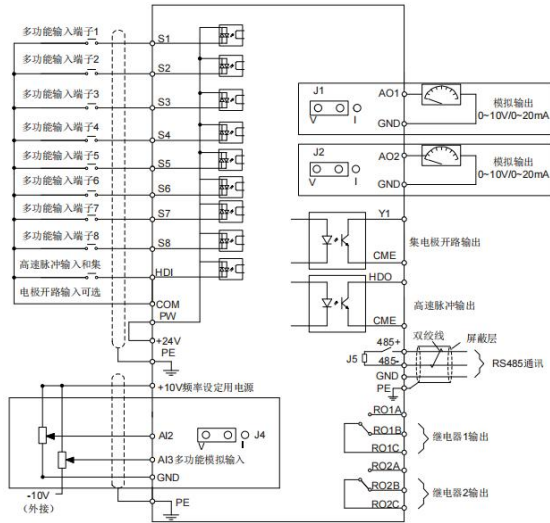 多功能输入端子1
S1
多功能输入端子2
S2
多功能输入端子3
S3
多功能输入端子4
S4
多功能输入端子5
S5
多功能输入端子6
S6
多功能输入端子7
S7
多功能输入端子8
S8
高速脉冲输入和集
HDI
电极开路输入可选
COM
PW
+24V
PE
+10V频率设定用电源
AI2
V
I
J4
AI3多功能模拟输入
GND
-10V
(外接)
PE
J1
V
I
AO1
GND
模拟输出
0~10V/0~20mA
J2
V
I
AO2
GND
模拟输出
0~10V/0~20mA
Y1
CME
集电极开路输出
HDO
CME
高速脉冲输出
双绞线
屏蔽层
J5
485+
485-
GND
PE
RS485通讯
RO1A
RO1B
RO1C
继电器1输出
RO2A
RO2B
RO2C
继电器2输出